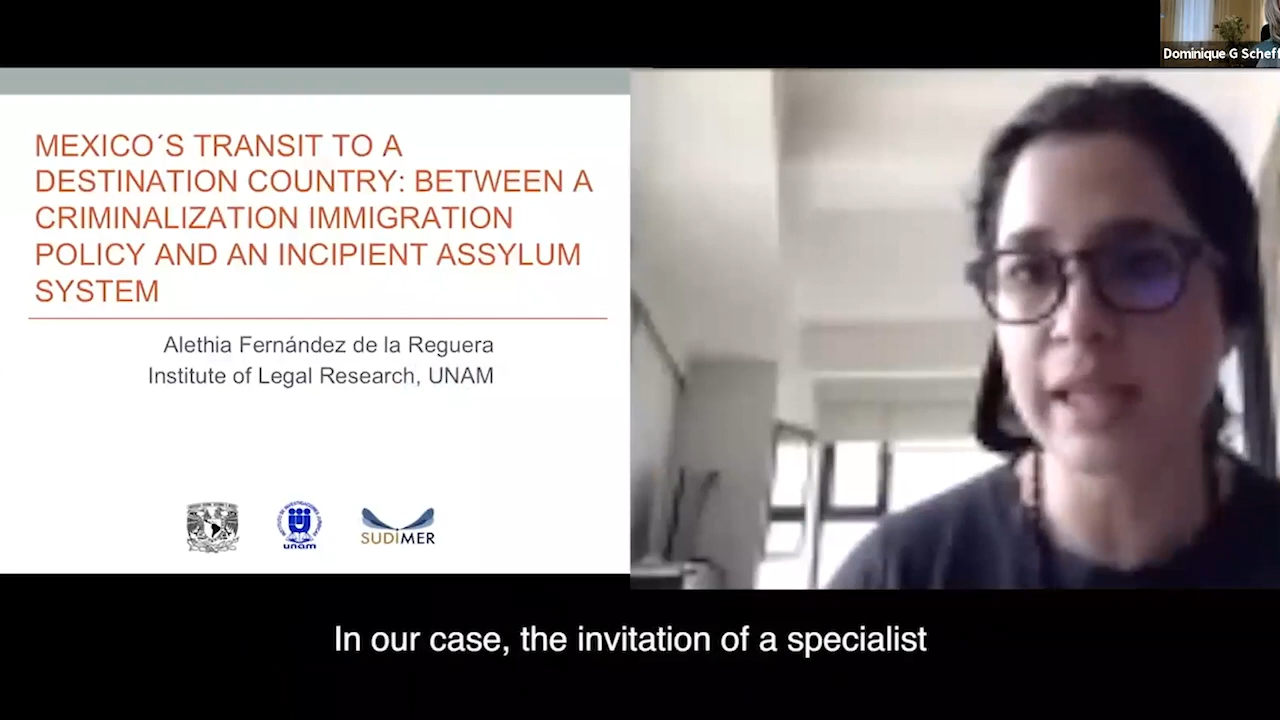 Dominique G Scheff
MEXICO´S TRANSIT TO A
DESTINATION COUNTRY: BETWEEN A
CRIMINALIZATION IMMIGRATION
POLICY AND AN INCIPIENT ASSYLUM
SYSTEM
Alethia Fernández de la Reguera
Institute of Legal Research, UNAM
unam
SUDIMER
In our case, the invitation of a specialist